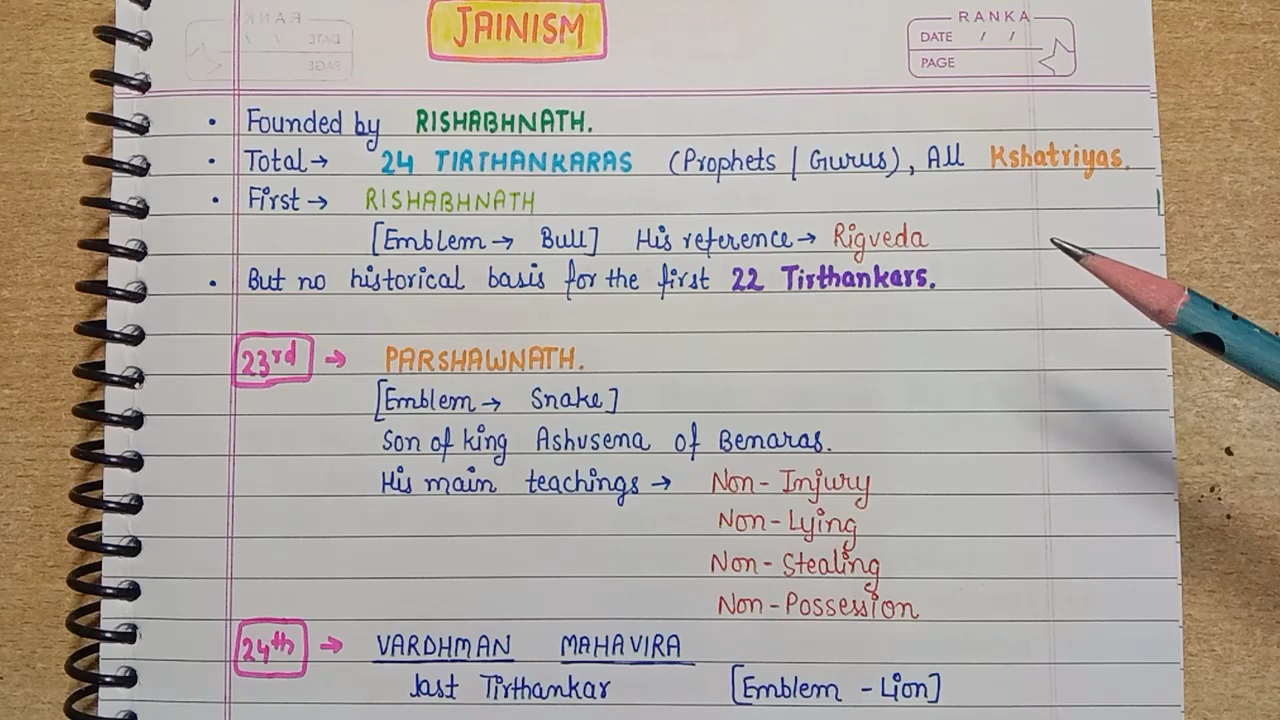 JAINISM
RANKA
DATE / /
PAGE
• Founded by RISHABHNATH.
• Total → 24 TIRTHANKARAS (Prophets / Gurus), All Kshatriyas.
• First → RISHABHNATH
[Emblem → Bull] His reference → Rigveda
• But no historical basis for the first 22 Tirthankars.
23rd → PARSHAWNATH.
[Emblem → Snake]
Son of king Ashusena of Benaras.
His main teachings → Non-Injury
Non-Lying
Non-Stealing
Non-Possession
24th → VARDHMAN MAHAVIRA
last Tirthankar [Emblem - Lion]